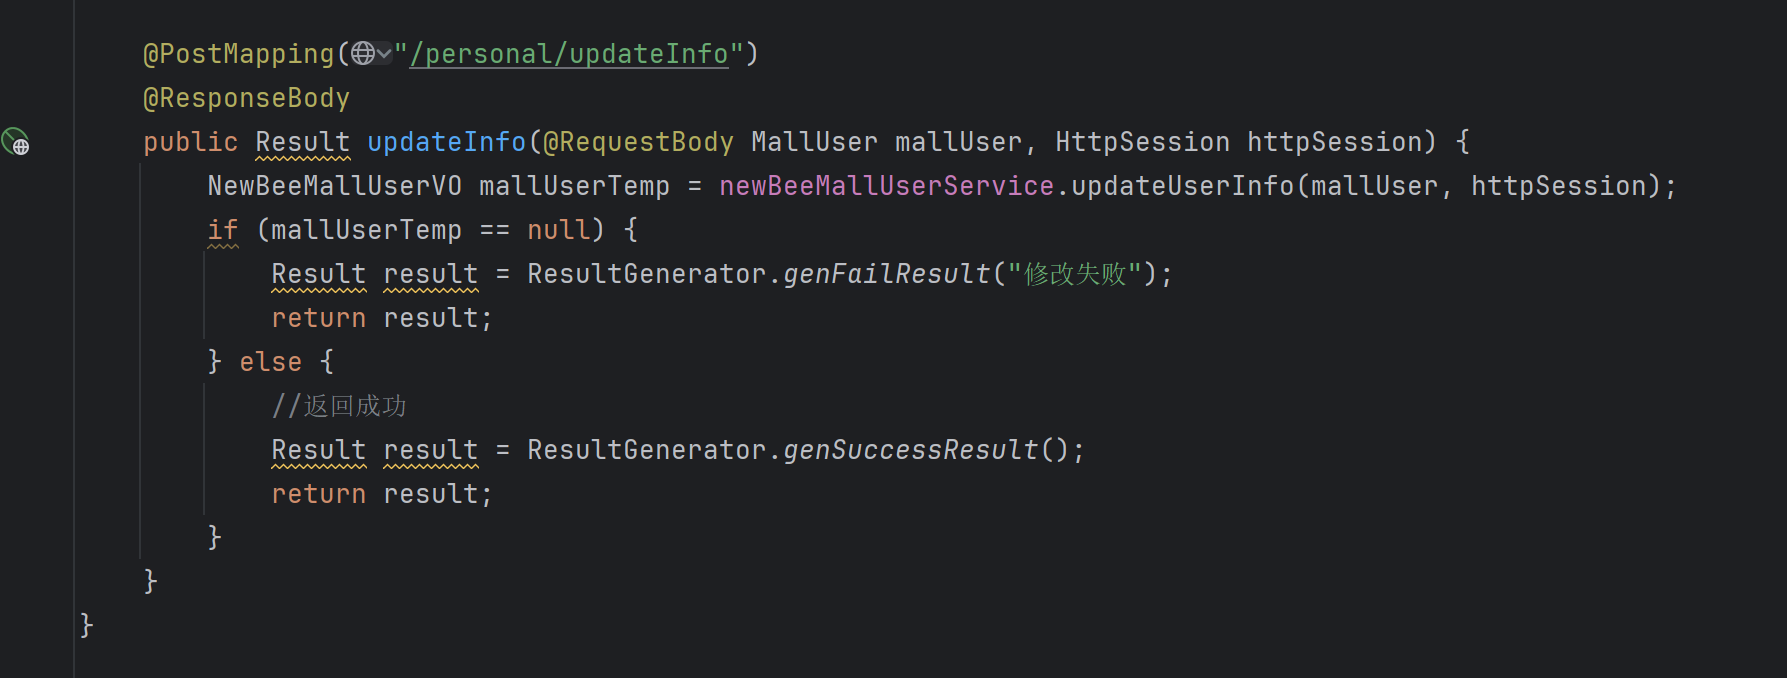 @PostMapping("/personal/updateInfo")
@ResponseBody
public Result updateInfo(@RequestBody MallUser mallUser, HttpSession httpSession) {
NewBeeMallUserVO mallUserTemp = newBeeMallUserService.updateUserInfo(mallUser, httpSession);
if (mallUserTemp == null) {
Result result = ResultGenerator.genFailResult("修改失败");
return result;
} else {
//返回成功
Result result = ResultGenerator.genSuccessResult();
return result;
}
}
}